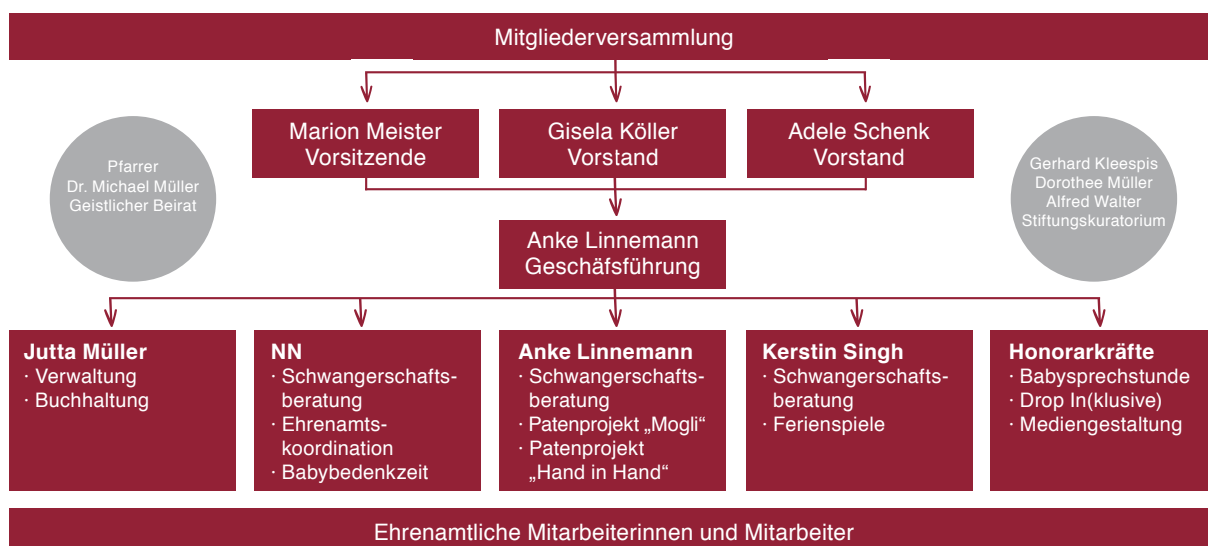 Mitgliederversammlung
Marion Meister
Vorsitzende
Gisela Köller
Vorstand
Adele Schenk
Vorstand
Pfarrer
Dr. Michael Müller
Geistlicher Beirat
Gerhard Kleespis
Dorothee Müller
Alfred Walter
Stiftungskuratorium
Anke Linnemann
Geschäfsführung
Jutta Müller
· Verwaltung
· Buchhaltung
NN
· Schwangerschafts-
beratung
· Ehrenamts-
koordination
· Babybedenkzeit
Anke Linnemann
· Schwangerschafts-
beratung
· Patenprojekt „Mogli“
· Patenprojekt
„Hand in Hand“
Kerstin Singh
· Schwangerschafts-
beratung
· Ferienspiele
Honorarkräfte
· Babysprechstunde
· Drop In(klusive)
· Mediengestaltung
Ehrenamtliche Mitarbeiterinnen und Mitarbeiter